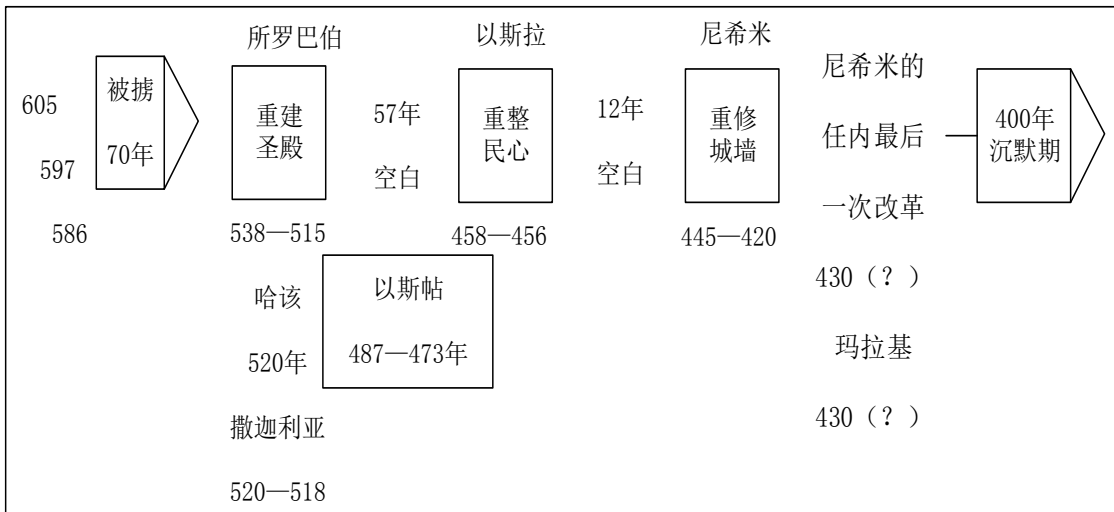 605
597
586
被掳
70年
所罗巴伯
重建
圣殿
538—515
哈该
520年
撒迦利亚
520—518
57年
空白
以斯帖
487—473年
以斯拉
重整
民心
458—456
12年
空白
尼希米
重修
城墙
445—420
尼希米的
任内最后
一次改革
430（？）
玛拉基
430（？）
400年
沉默期